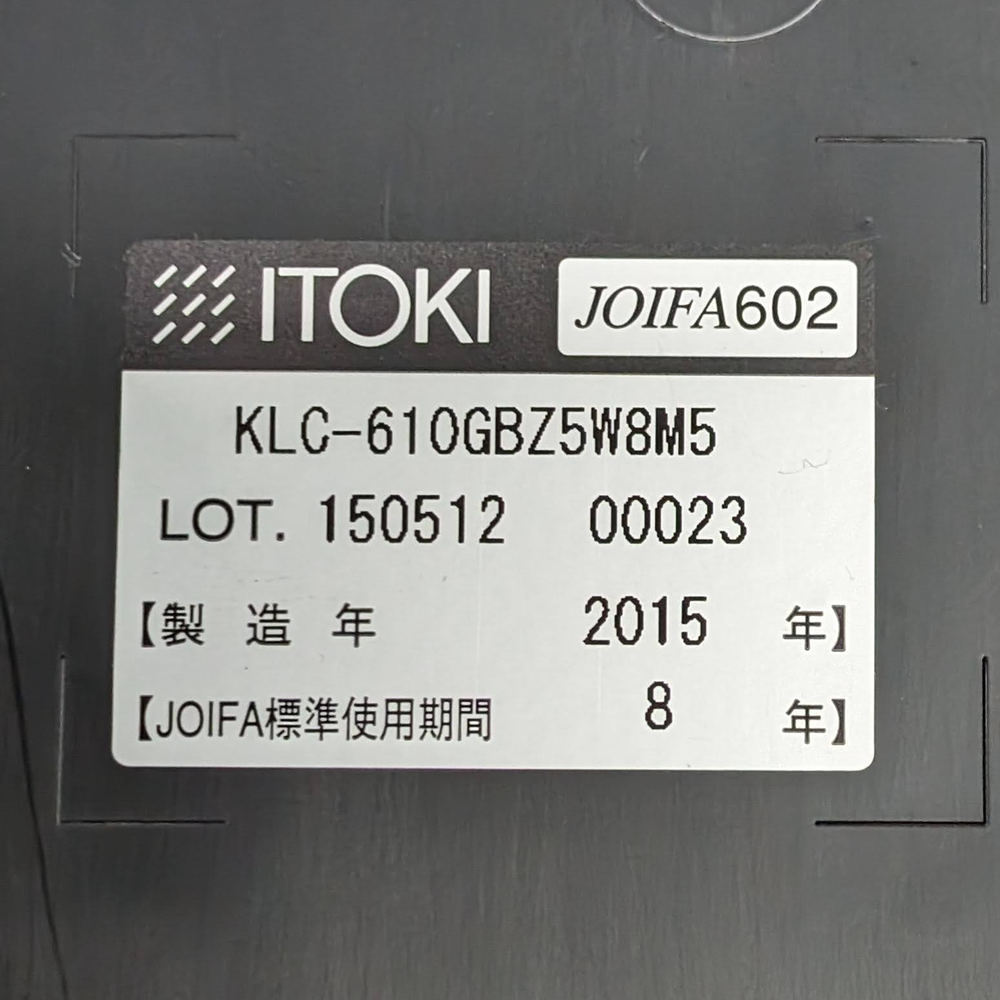 ITOKI JOIFA602
KLC-610GBZ5W8M5
LOT. 150512 00023
【製造年 2015 年】
【JOIFA標準使用期間 8 年】